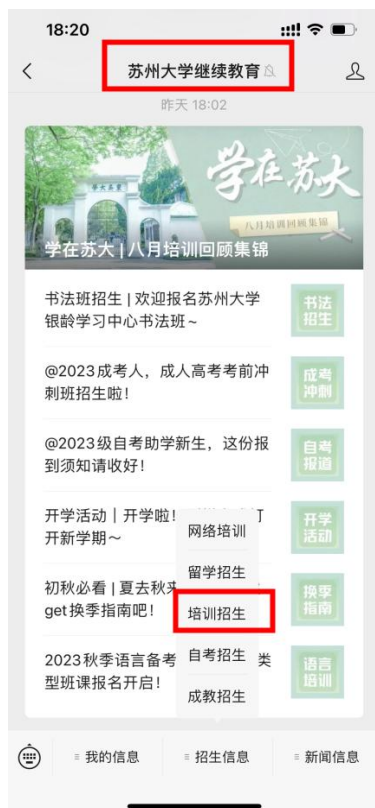 18:20
苏州大学继续教育
昨天 18:02
学在苏大
八月培训回顾集锦
学在苏大 | 八月培训回顾集锦
书法班招生 | 欢迎报名苏州大学
银龄学习中心书法班~
书法
招生
@2023成考人，成人高考考前冲
刺班招生啦！
成考
冲刺
@2023级自考助学新生，这份报
到须知请收好！
自考
报道
开学活动｜开学啦！
开新学期~
开学
活动
初秋必看 | 夏去秋
get换季指南吧！
换季
指南
2023秋季语言备考
类
型班课报名开启！
语言
培训
网络培训
留学招生
培训招生
自考招生
成教招生
我的信息
招生信息
新闻信息